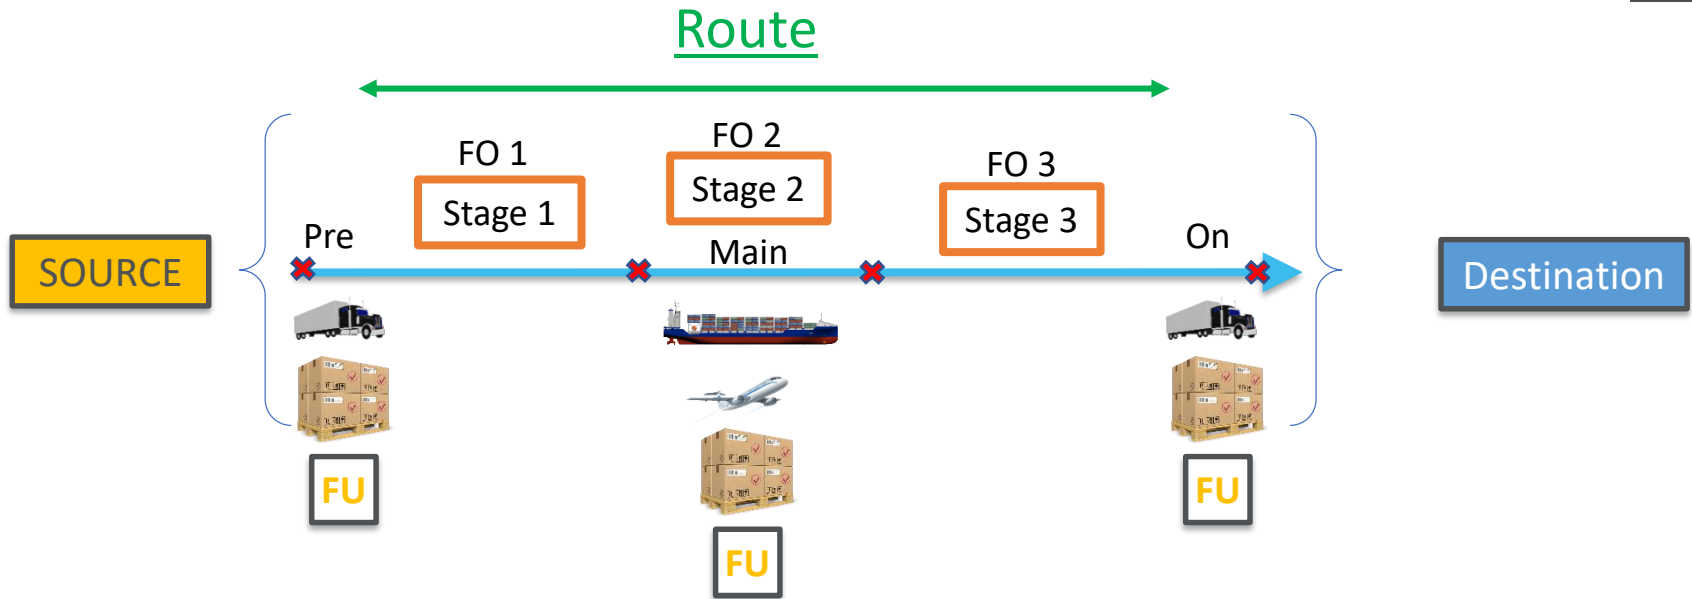 Route
FO 1
FO 2
FO 3
Stage 1
Stage 2
Stage 3
Pre
Main
On
SOURCE
Destination
FU
FU
FU